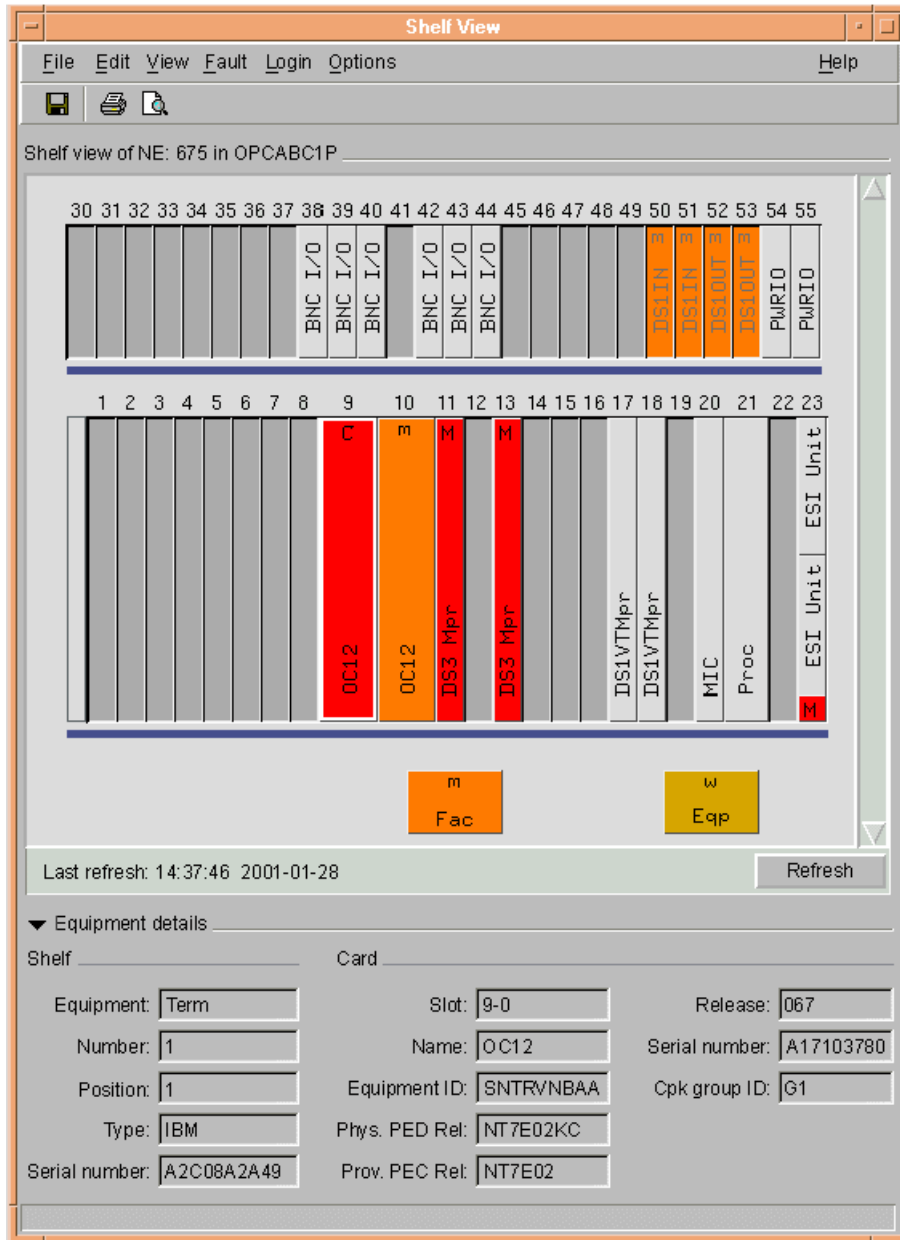 Shelf View
File Edit View Fault Login Options Help
Shelf view of NE: 675 in OPCABC1P
30 31 32 33 34 35 36 37 38 39 40 41 42 43 44 45 46 47 48 49 50 51 52 53 54 55
m m m m
BNC I/O BNC I/O BNC I/O BNC I/O BNC I/O BNC I/O DS1IN DS1IN DS1OUT DS1OUT PWRIO PWRIO
1 2 3 4 5 6 7 8 9 10 11 12 13 14 15 16 17 18 19 20 21 22 23
C m M M
OC12 OC12 DS3 Mpr DS3 Mpr DS1VTMpr DS1VTMpr MIC Proc ESI Unit ESI Unit
M
m w
Fac Eqp
Last refresh: 14:37:46 2001-01-28 Refresh
Equipment details
Shelf Card
Equipment: Term Slot: 9-0 Release: 067
Number: 1 Name: OC12 Serial number: A17103780
Position: 1 Equipment ID: SNTRVNBAA Cpk group ID: G1
Type: IBM Phys. PED Rel: NT7E02KC
Serial number: A2C08A2A49 Prov. PEC Rel: NT7E02